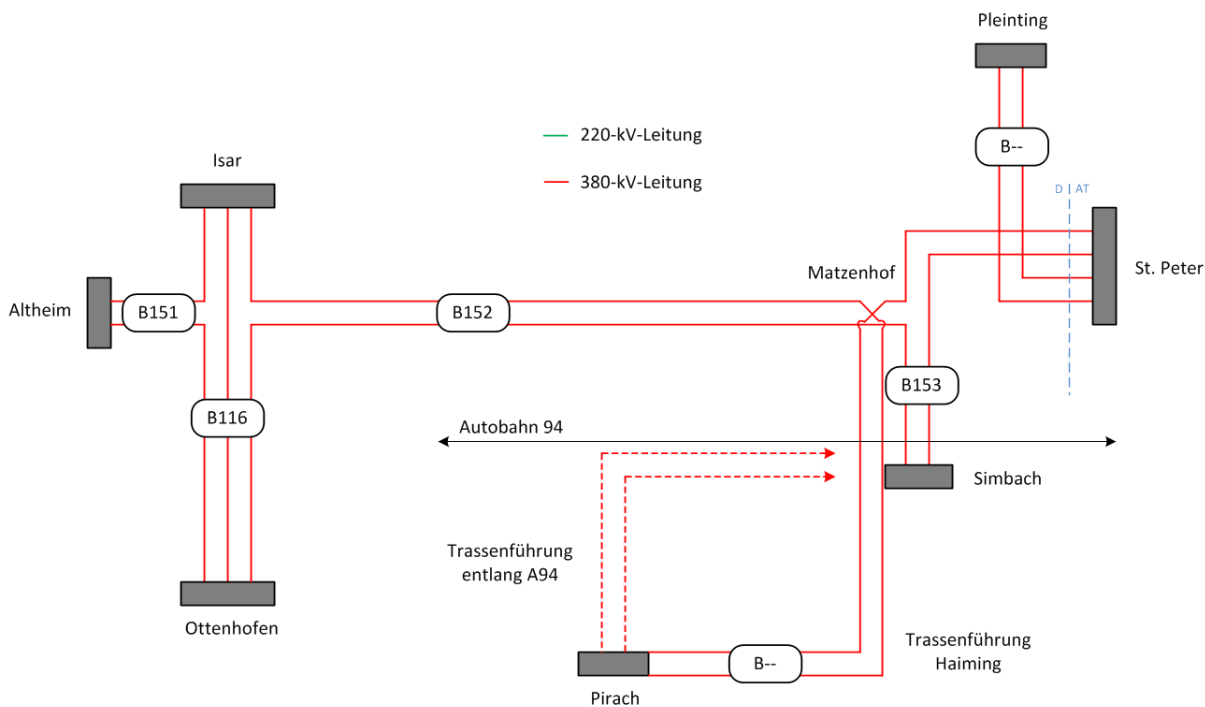 Pleinting
220-kV-Leitung
B--
Isar
380-kV-Leitung
D | AT
Matzenhof
St. Peter
Altheim
B151
B152
B153
B116
Autobahn 94
Simbach
Trassenführung
entlang A94
Ottenhofen
Trassenführung
Haiming
B--
Pirach